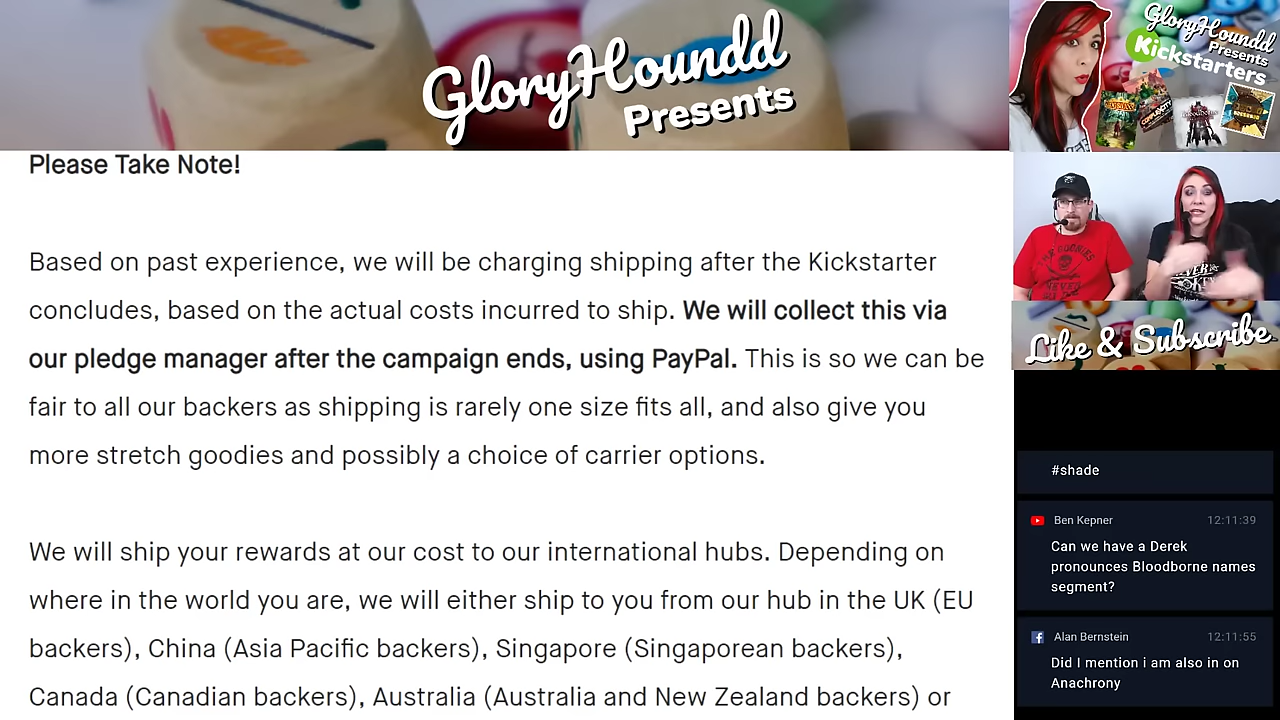 GloryHoundd
Presents
Please Take Note!
Based on past experience, we will be charging shipping after the Kickstarter
concludes, based on the actual costs incurred to ship. We will collect this via
our pledge manager after the campaign ends, using PayPal. This is so we can be
fair to all our backers as shipping is rarely one size fits all, and also give you
more stretch goodies and possibly a choice of carrier options.
We will ship your rewards at our cost to our international hubs. Depending on
where in the world you are, we will either ship to you from our hub in the UK (EU
backers), China (Asia Pacific backers), Singapore (Singaporean backers),
Canada (Canadian backers), Australia (Australia and New Zealand backers) or
GloryHoundd
Presents
Kickstarters
Like & Subscribe
#shade
Ben Kepner 12:11:39
Can we have a Derek
pronounces Bloodborne names
segment?
Alan Bernstein 12:11:55
Did I mention i am also in on
Anachrony